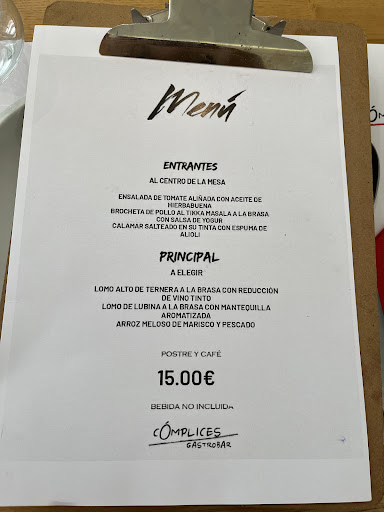 Menú
ENTRANTES
AL CENTRO DE LA MESA
ENSALADA DE TOMATE ALIÑADA CON ACEITE DE
HIERBABUENA
BROCHETA DE POLLO AL TIKKA MASALA A LA BRASA
CON SALSA DE YOGUR
CALAMAR SALTEADO EN SU TINTA CON ESPUMA DE
ALIOLI
PRINCIPAL
A ELEGIR
LOMO ALTO DE TERNERA A LA BRASA CON REDUCCIÓN
DE VINO TINTO
LOMO DE LUBINA A LA BRASA CON MANTEQUILLA
AROMATIZADA
ARROZ MELOSO DE MARISCO Y PESCADO
POSTRE Y CAFÉ
15.00€
BEBIDA NO INCLUIDA
CÓMPLICES
GASTROBAR